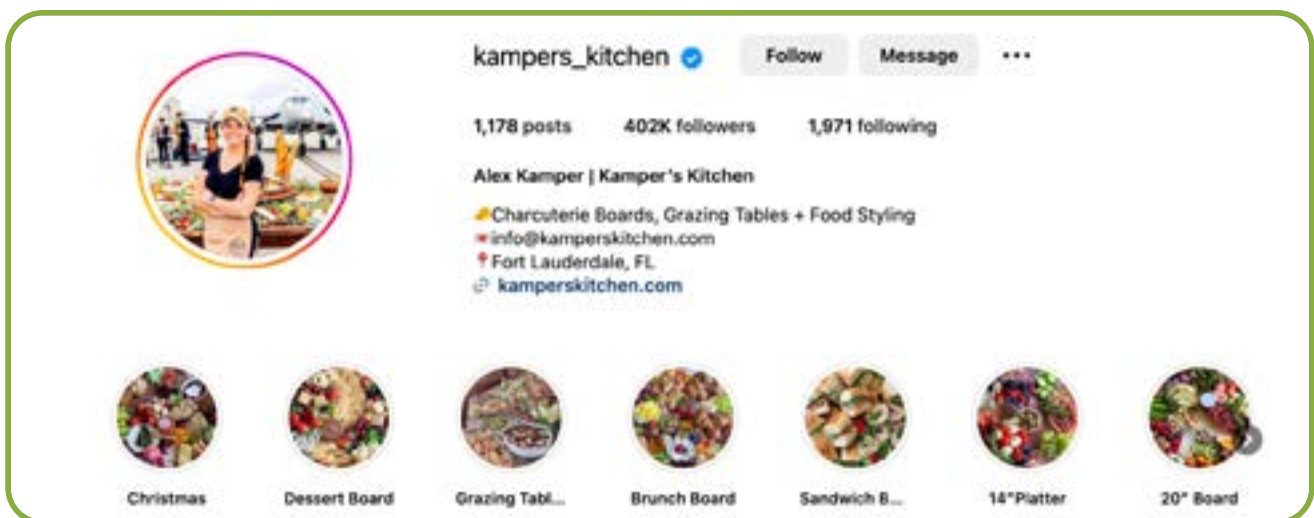 kampers_kitchen Follow Message
1,178 posts 402K followers 1,971 following
Alex Kamper | Kamper's Kitchen
Charcuterie Boards, Grazing Tables + Food Styling
info@kamperskitchen.com
Fort Lauderdale, FL
kamperskitchen.com
Christmas Dessert Board Grazing Tabl... Brunch Board Sandwich B... 14"Platter 20" Board